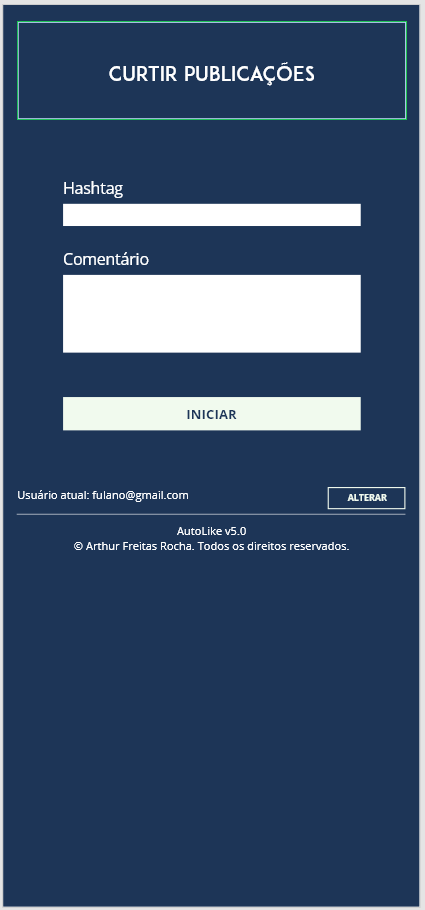 CURTIR PUBLICAÇÕES
Hashtag
Comentário
INICIAR
Usuário atual: fulano@gmail.com
ALTERAR
AutoLike v5.0
© Arthur Freitas Rocha. Todos os direitos reservados.